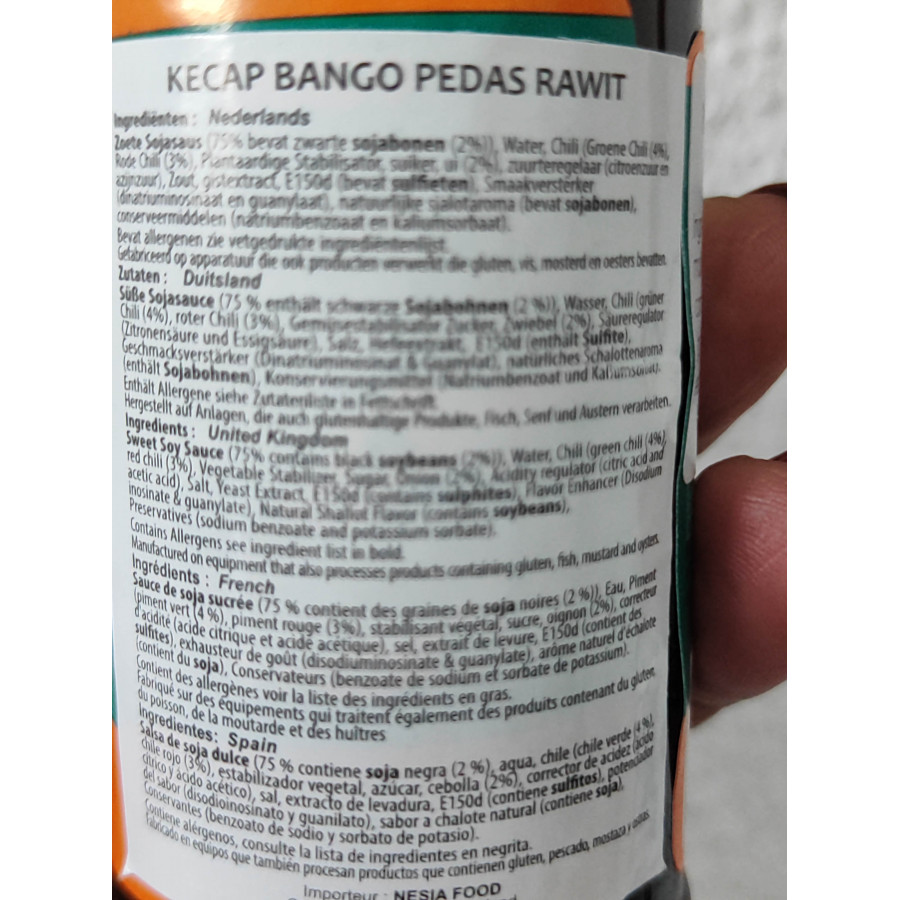 KECAP BANGO PEDAS RAWIT
Ingrediënten : Nederlands
Zoete Sojasaus (75% bevat zwarte sojabonen (2%)), Water, Chili (Groene Chili (4%),
Rode Chili (3%), Plantaardige Stabilisator, suiker, ui (2%), zuurteregelaar (citroenzuur en
azijnzuur), Zout, gistextract, E150d (bevat sulfieten), Smaakversterker
(dinatriuminosinaat en guanylaat), natuurlijke sjalotaroma (bevat sojabonen),
conserveermiddelen (natriumbenzoaat en kaliumsorbaat).
Bevat allergenen zie vetgedrukte ingrediëntenlijst.
Gefabriceerd op apparatuur die ook producten verwerkt die gluten, vis, mosterd en oesters bevatten.
Zutaten : Duitsland
Süße Sojasauce (75 % enthält schwarze Sojabohnen (2 %)), Wasser, Chili (grüner
Chili (4%), roter Chili (3%), Gemüsestabilisator Zucker, Zwiebel (2%), Säureregulator
(Zitronensäure und Essigsäure), Salz, Hefeextrakt, E150d (enthält Sulfite),
Geschmacksverstärker (Dinatriuminosinat & Guanylat), natürliches Schalottenaroma
(enthält Sojabohnen), Konservierungsmittel (Natriumbenzoat und Kaliumsorbat).
Enthält Allergene siehe Zutatenliste in Fettschrift.
Hergestellt auf Anlagen, die auch glutenhaltige Produkte, Fisch, Senf und Austern verarbeiten.
Ingredients : United Kingdom
Sweet Soy Sauce (75% contains black soybeans (2%)), Water, Chili (green chili (4%),
red chili (3%), Vegetable Stabilizer, Sugar, Onion (2%), Acidity regulator (citric acid and
acetic acid), Salt, Yeast Extract, E150d (contains sulphites), Flavor Enhancer (Disodium
inosinate & guanylate), Natural Shallot Flavor (contains soybeans),
Preservatives (sodium benzoate and potassium sorbate).
Contains Allergens see ingredient list in bold.
Manufactured on equipment that also processes products containing gluten, fish, mustard and oysters.
Ingrédients : French
Sauce de soja sucrée (75 % contient des graines de soja noires (2 %)), Eau, Piment
(piment vert (4 %), piment rouge (3%), stabilisant végétal, sucre, oignon (2%), correcteur
d'acidité (acide citrique et acide acétique), sel, extrait de levure, E150d (contient des
sulfites), exhausteur de goût (disodiuminosinate & guanylate), arôme naturel d'échalote
(contient du soja), Conservateurs (benzoate de sodium et sorbate de potassium).
Contient des allergènes voir la liste des ingrédients en gras.
Fabriqué sur des équipements qui traitent également des produits contenant du gluten,
du poisson, de la moutarde et des huîtres
Ingredientes: Spain
Salsa de soja dulce (75 % contiene soja negra (2 %), aqua, chile (chile verde (4 %),
chile rojo (3%), estabilizador vegetal, azúcar, cebolla (2%), corrector de acidez (ácido
cítrico y ácido acético), sal, extracto de levadura, E150d (contiene sulfitos), potenciador
del sabor (disodioinosinato y guanilato), sabor a chalote natural (contiene soja),
Conservantes (benzoato de sodio y sorbato de potasio).
Contiene alérgenos, consulte la lista de ingredientes en negrita.
Fabricado en equipos que también procesan productos que contienen gluten, pescado, mostaza y ostras.
Importeur : NESIA FOOD